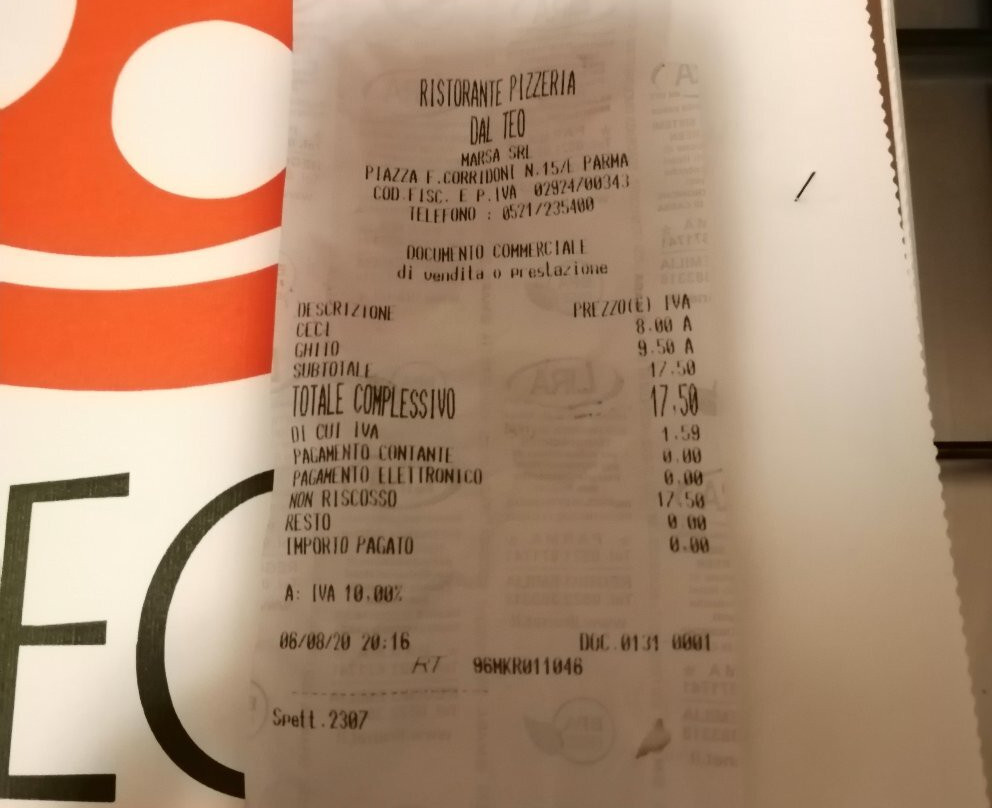 RISTORANTE PIZZERIA
DAL TEO
MARSA SRL
PIAZZA F.CORRIDONI N.15/E PARMA
COD.FISC. E P.IVA 02924700343
TELEFONO : 0521/235400
DOCUMENTO COMMERCIALE
di vendita o prestazione
DESCRIZIONE PREZZO(€) IVA
CECI 8.00 A
GHIIO 9.50 A
SUBTOTALE 17.50
TOTALE COMPLESSIVO 17,50
DI CUI IVA 1.59
PAGAMENTO CONTANTE 0.00
PAGAMENTO ELETTRONICO 0.00
NON RISCOSSO 17.50
RESTO 0.00
IMPORTO PAGATO 0.00
A: IVA 10.00%
06/08/20 20:16 DOC.0131 0001
RT 96MKR011046
Spett.2307
EO